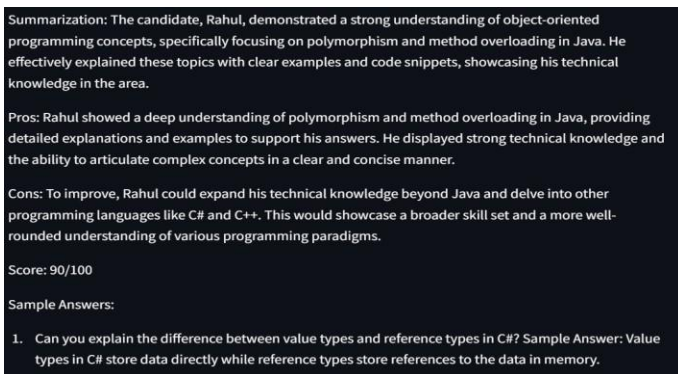 Summarization: The candidate, Rahul, demonstrated a strong understanding of object-oriented
programming concepts, specifically focusing on polymorphism and method overloading in Java. He
effectively explained these topics with clear examples and code snippets, showcasing his technical
knowledge in the area.
Pros: Rahul showed a deep understanding of polymorphism and method overloading in Java, providing
detailed explanations and examples to support his answers. He displayed strong technical knowledge and
the ability to articulate complex concepts in a clear and concise manner.
Cons: To improve, Rahul could expand his technical knowledge beyond Java and delve into other
programming languages like C# and C++. This would showcase a broader skill set and a more well-
rounded understanding of various programming paradigms.
Score: 90/100
Sample Answers:
1. Can you explain the difference between value types and reference types in C#? Sample Answer: Value
types in C# store data directly while reference types store references to the data in memory.